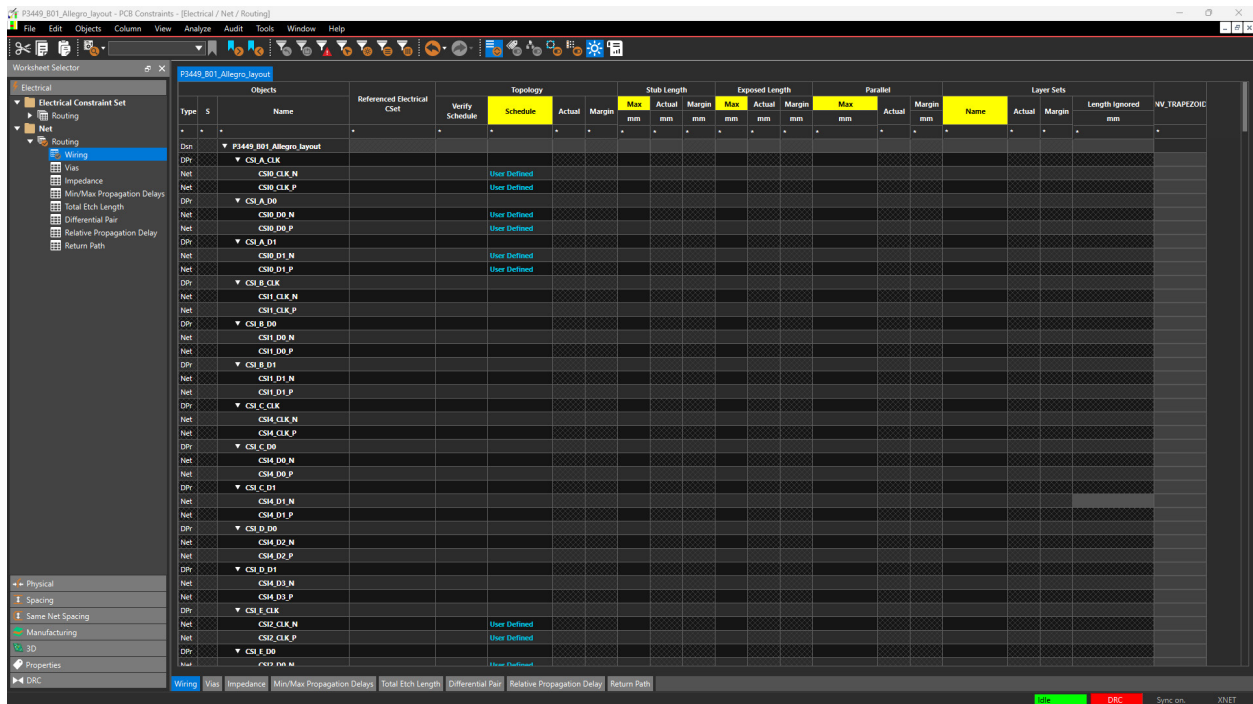 P3449_B01_Allegro_layout - PCB Constraints - [Electrical / Net / Routing]
File Edit Objects Column View Analyze Audit Tools Window Help
Worksheet Selector
Electrical
Electrical Constraint Set
Routing
Net
Routing
Wiring
Vias
Impedance
Min/Max Propagation Delays
Total Etch Length
Differential Pair
Relative Propagation Delay
Return Path
Physical
Spacing
Same Net Spacing
Manufacturing
3D
Properties
DRC
P3449_B01_Allegro_layout
Objects Referenced Electrical CSet Topology Stub Length Exposed Length Parallel Layer Sets NV_TRAPEZOID
Type S Name Verify Schedule Schedule Actual Margin Max Actual Margin Max Actual Margin Max Actual Margin Name Actual Margin Length Ignored
mm mm mm mm mm mm mm mm mm
* * * * * * * * * * * * * * * * * * * * *
Dsn P3449_B01_Allegro_layout
DPr CSI_A_CLK
Net CSI0_CLK_N User Defined
Net CSI0_CLK_P User Defined
DPr CSI_A_D0
Net CSI0_D0_N User Defined
Net CSI0_D0_P User Defined
DPr CSI_A_D1
Net CSI0_D1_N User Defined
Net CSI0_D1_P User Defined
DPr CSI_B_CLK
Net CSI1_CLK_N
Net CSI1_CLK_P
DPr CSI_B_D0
Net CSI1_D0_N
Net CSI1_D0_P
DPr CSI_B_D1
Net CSI1_D1_N
Net CSI1_D1_P
DPr CSI_C_CLK
Net CSI4_CLK_N
Net CSI4_CLK_P
DPr CSI_C_D0
Net CSI4_D0_N
Net CSI4_D0_P
DPr CSI_C_D1
Net CSI4_D1_N
Net CSI4_D1_P
DPr CSI_D_D0
Net CSI4_D2_N
Net CSI4_D2_P
DPr CSI_D_D1
Net CSI4_D3_N
Net CSI4_D3_P
DPr CSI_E_CLK
Net CSI2_CLK_N User Defined
Net CSI2_CLK_P User Defined
DPr CSI_E_D0
Net CSI2_D0_N User Defined
Wiring Vias Impedance Min/Max Propagation Delays Total Etch Length Differential Pair Relative Propagation Delay Return Path
Idle DRC Sync on. XNET